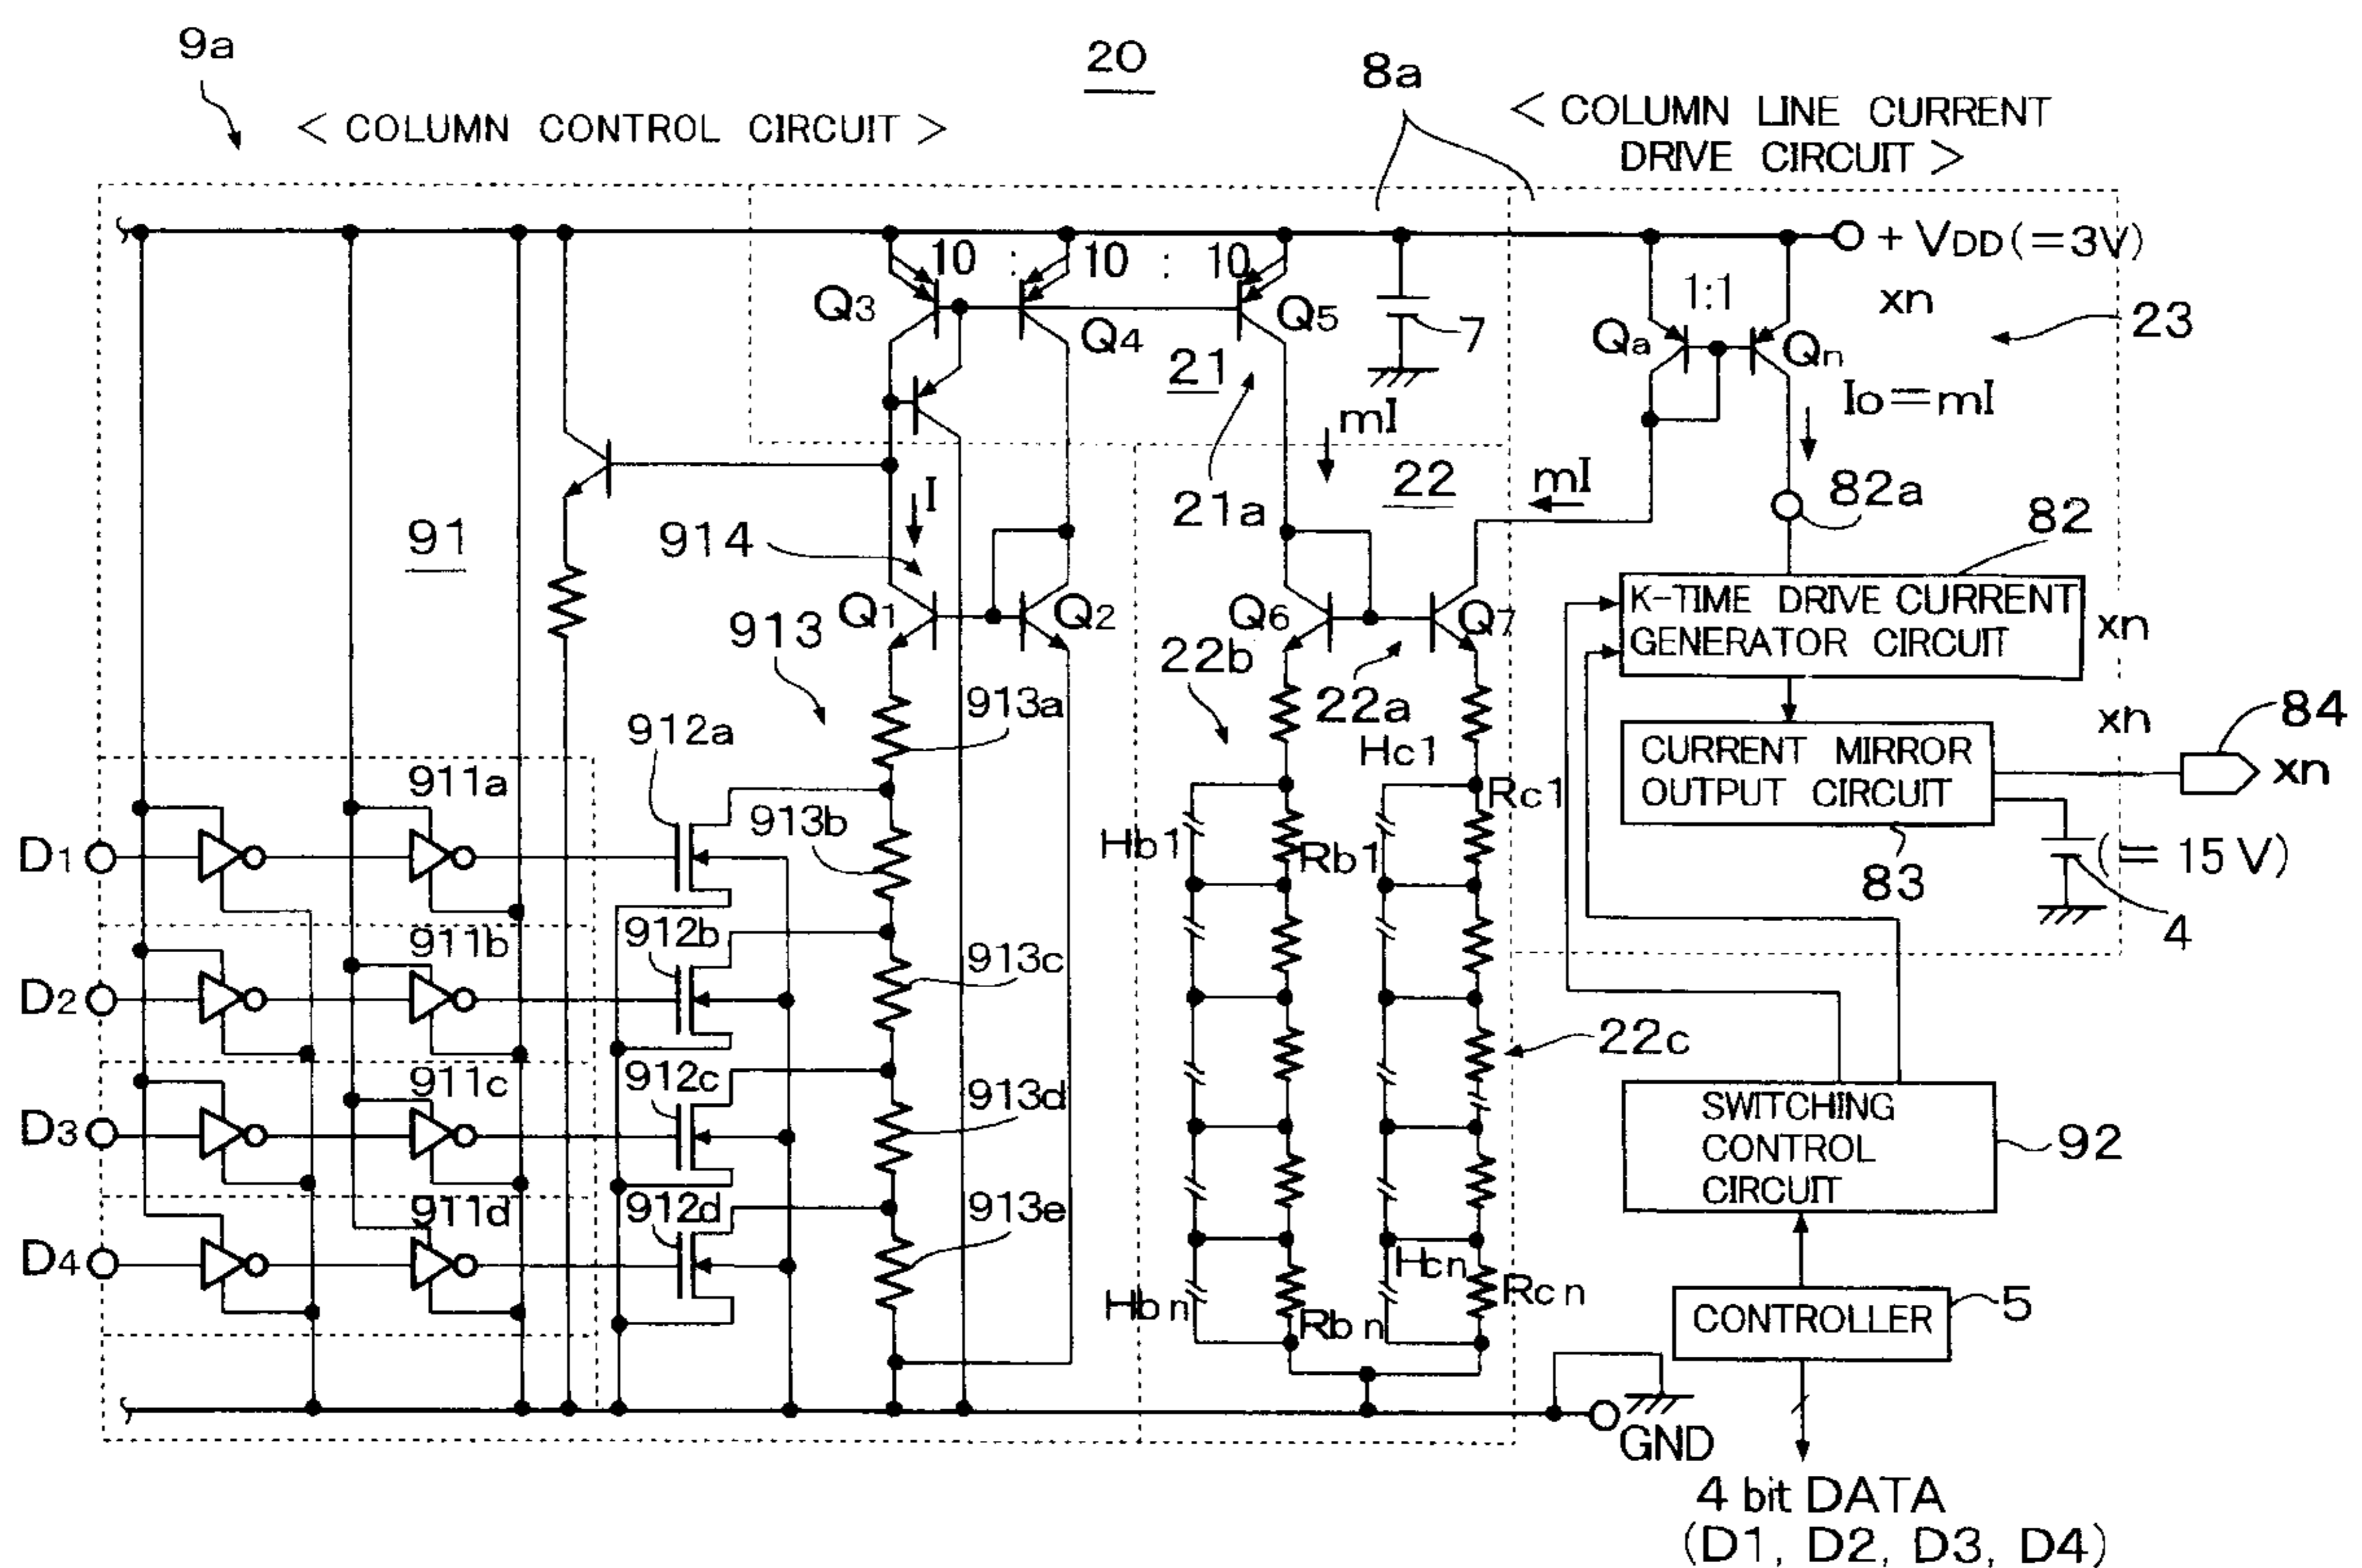 9a
20
8a
< COLUMN CONTROL CIRCUIT >
< COLUMN LINE CURRENT
DRIVE CIRCUIT >
10 : 10 : 10
+ VDD (=3V)
xn
1:1
Q3
Q4
Q5
7
Qa
Qn
23
21
mI
Io=mI
I
21a
22
mI
82a
82
91
914
Q1
Q2
913
Q6
Q7
22b
22a
K-TIME DRIVE CURRENT
GENERATOR CIRCUIT
xn
913a
912a
Hc1
xn
84
CURRENT MIRROR
OUTPUT CIRCUIT
xn
911a
913b
Rc1
D1
Hb1
Rb1
83
(= 15V)
4
911b
912b
913c
D2
22c
911c
912c
913d
D3
SWITCHING
CONTROL
CIRCUIT
92
911d
912d
913e
D4
Hcn
Rcn
Hbn
Rbn
CONTROLLER
5
GND
4 bit DATA
(D1, D2, D3, D4)